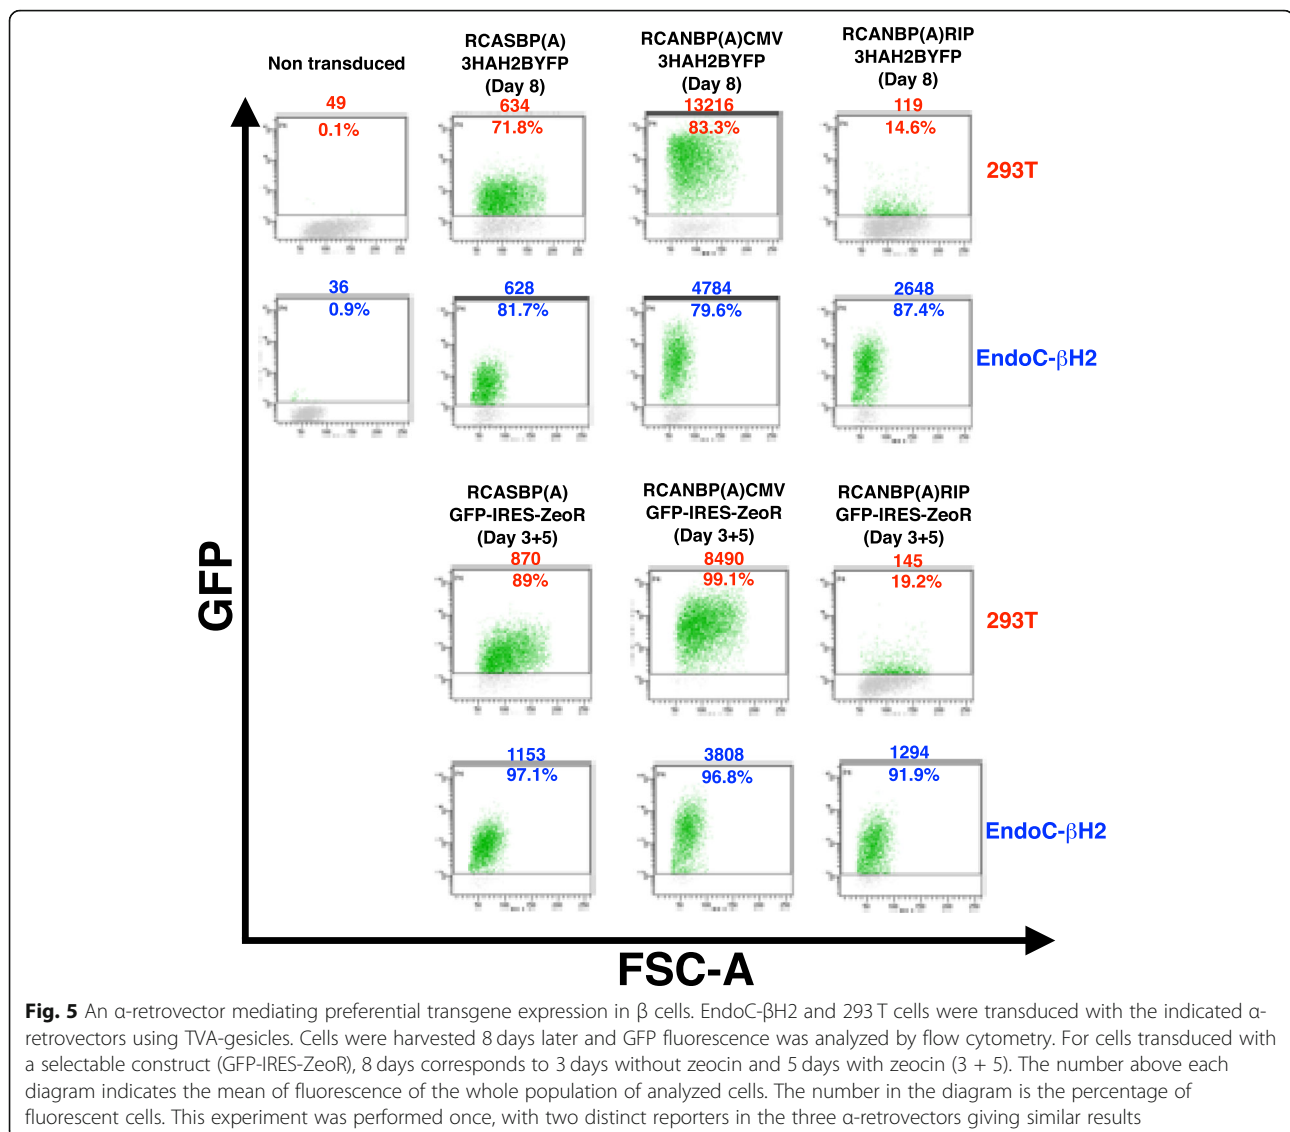 Non transduced
RCASBP(A)
3HAH2BYFP
(Day 8)
RCANBP(A)CMV
3HAH2BYFP
(Day 8)
RCANBP(A)RIP
3HAH2BYFP
(Day 8)
49
0.1%
634
71.8%
13216
83.3%
119
14.6%
293T
36
0.9%
628
81.7%
4784
79.6%
2648
87.4%
EndoC-βH2
RCASBP(A)
GFP-IRES-ZeoR
(Day 3+5)
RCANBP(A)CMV
GFP-IRES-ZeoR
(Day 3+5)
RCANBP(A)RIP
GFP-IRES-ZeoR
(Day 3+5)
870
89%
8490
99.1%
145
19.2%
293T
1153
97.1%
3808
96.8%
1294
91.9%
EndoC-βH2
GFP
FSC-A
Fig. 5 An α-retrovector mediating preferential transgene expression in β cells. EndoC-βH2 and 293 T cells were transduced with the indicated α-
retrovectors using TVA-gesicles. Cells were harvested 8 days later and GFP fluorescence was analyzed by flow cytometry. For cells transduced with
a selectable construct (GFP-IRES-ZeoR), 8 days corresponds to 3 days without zeocin and 5 days with zeocin (3 + 5). The number above each
diagram indicates the mean of fluorescence of the whole population of analyzed cells. The number in the diagram is the percentage of
fluorescent cells. This experiment was performed once, with two distinct reporters in the three α-retrovectors giving similar results